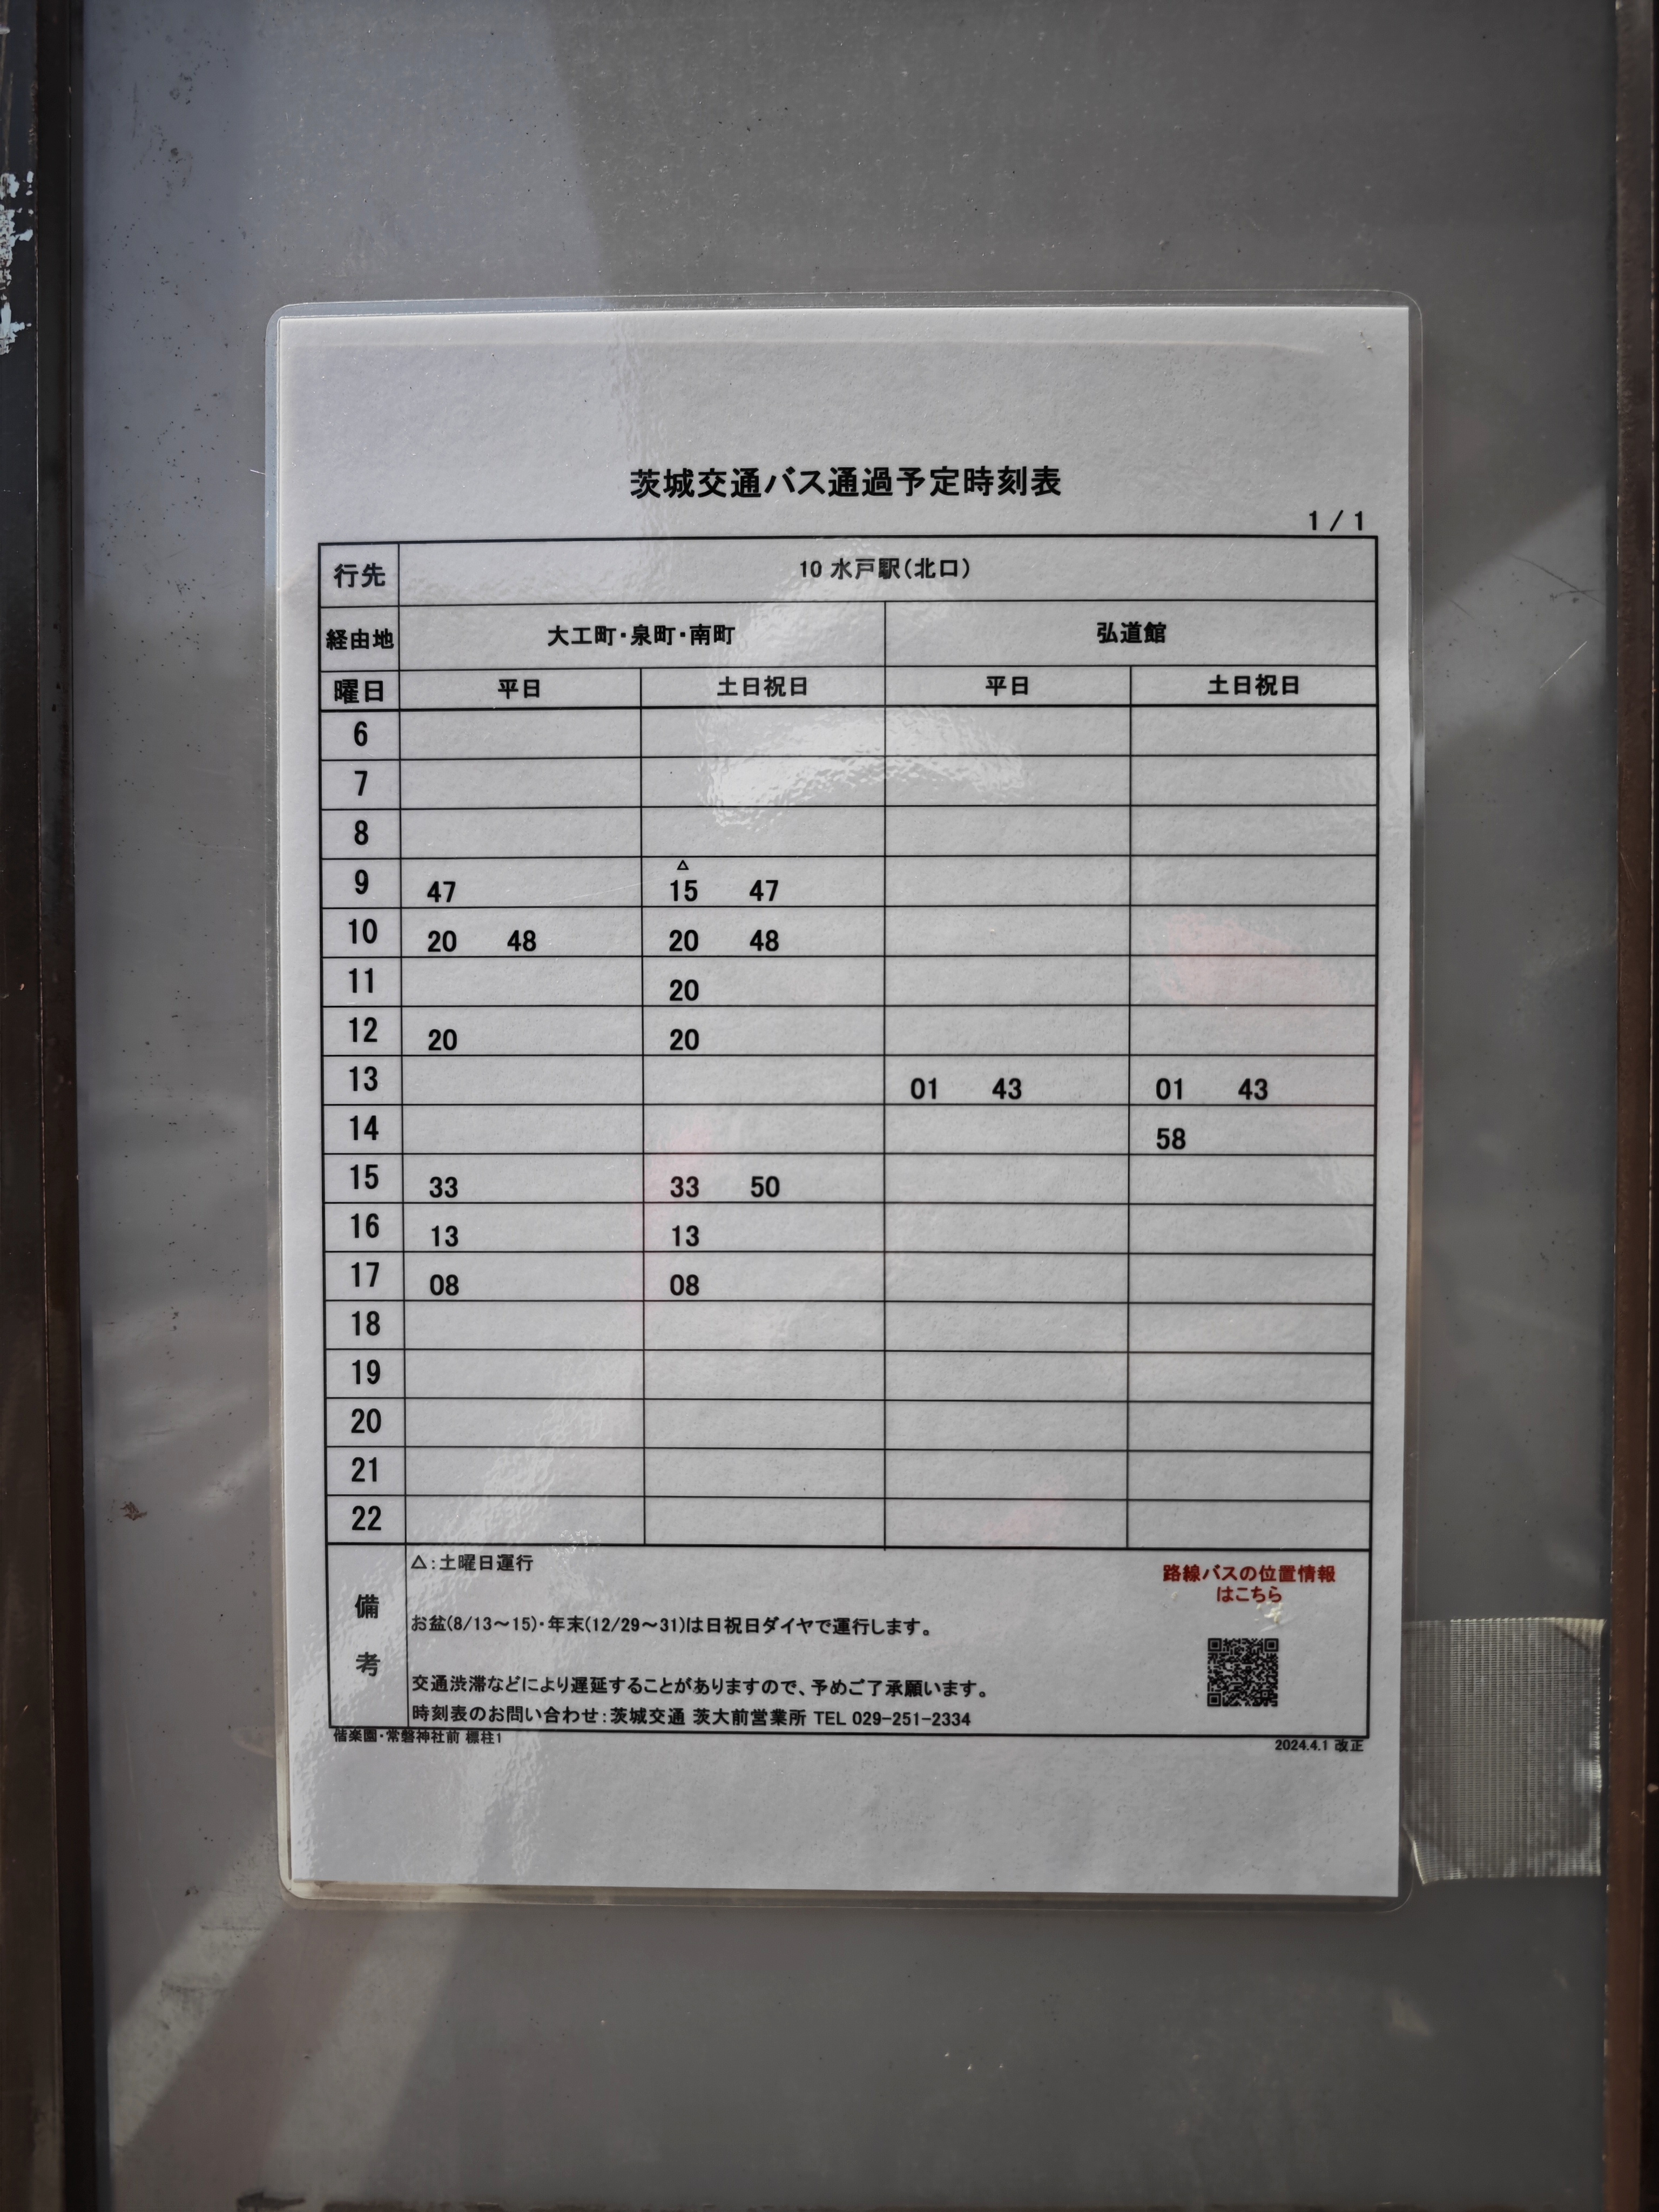 茨城交通バス通過予定時刻表
1 / 1
行先 10 水戸駅(北口)
経由地 大工町・泉町・南町 弘道館
曜日 平日 土日祝日 平日 土日祝日
6
7
8
△
9 47 15 47
10 20 48 20 48
11 20
12 20 20
13 01 43 01 43
14 58
15 33 33 50
16 13 13
17 08 08
18
19
20
21
22
備考
△:土曜日運行
お盆(8/13~15)・年末(12/29~31)は日祝日ダイヤで運行します。
交通渋滞などにより遅延することがありますので、予めご了承願います。
時刻表のお問い合わせ:茨城交通 茨大前営業所 TEL 029-251-2334
路線バスの位置情報
はこちら
偕楽園・常磐神社前 標柱1
2024.4.1 改正